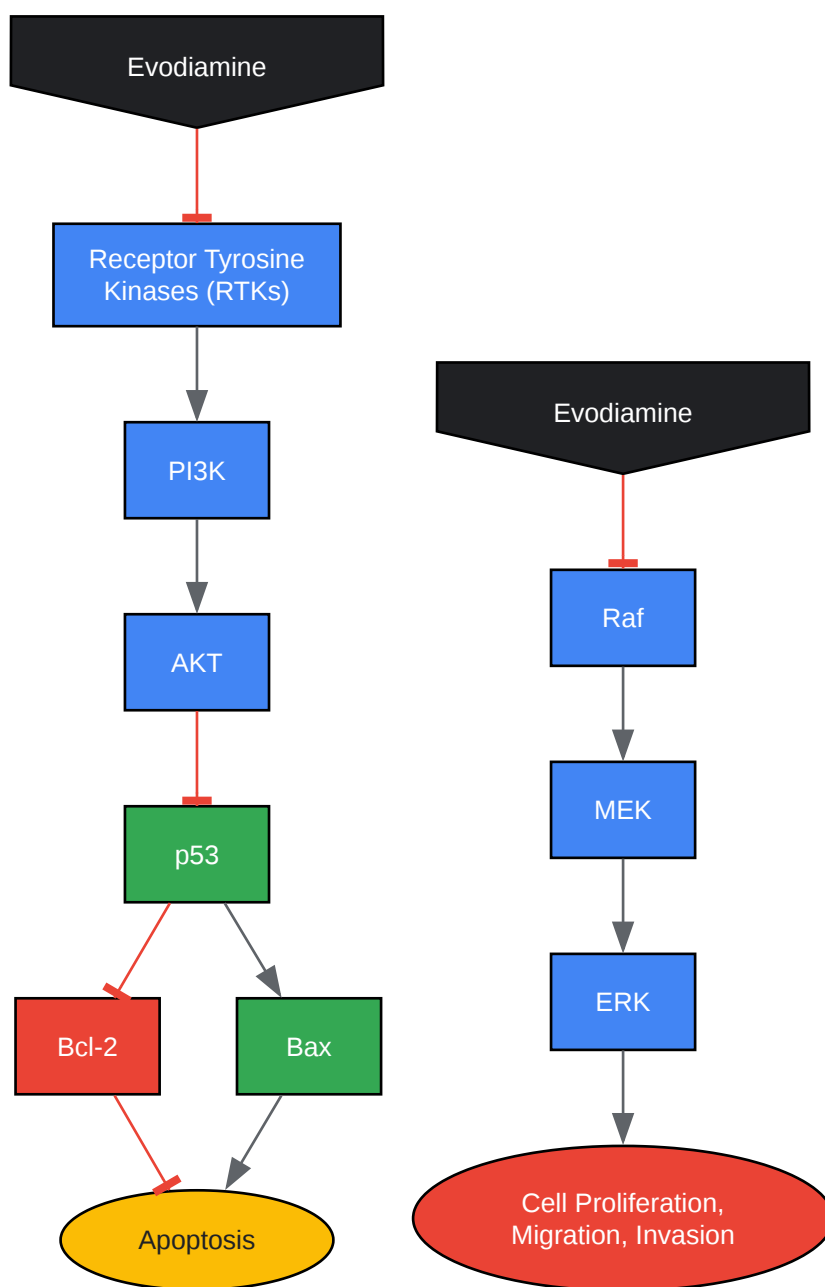 Evodiamine
Receptor Tyrosine
Kinases (RTKs)
PI3K
AKT
p53
Bcl-2
Bax
Apoptosis
Evodiamine
Raf
MEK
ERK
Cell Proliferation,
Migration, Invasion